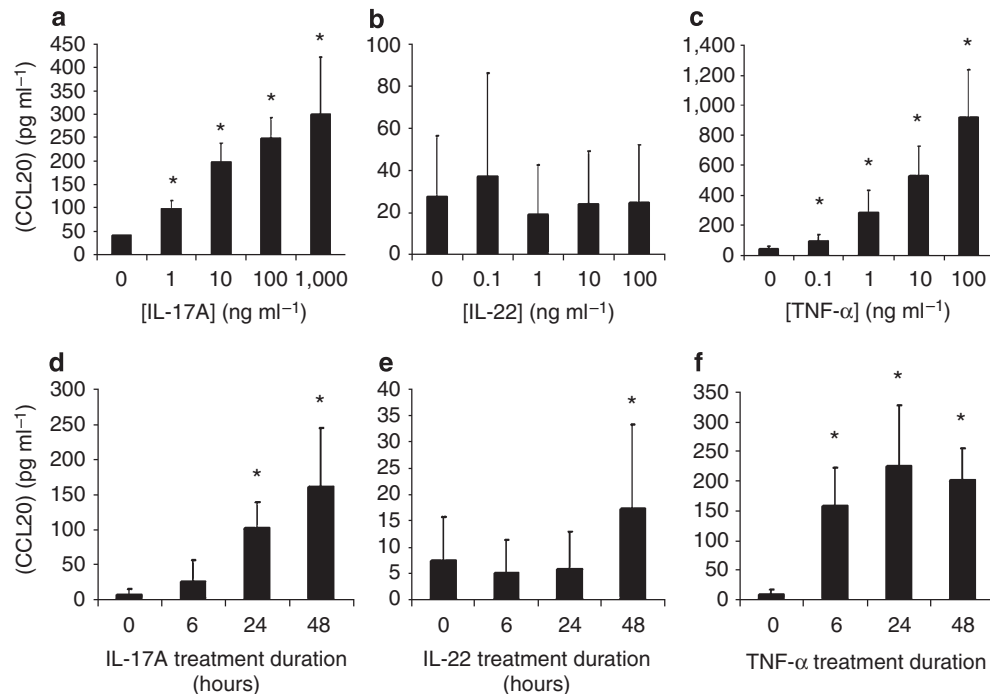 a
(CCL20) (pg ml⁻¹)
450
400
350
300
250
200
150
100
50
0
*
*
*
*
0 1 10 100 1,000
[IL-17A] (ng ml⁻¹)
b
100
80
60
40
20
0
0 0.1 1 10 100
[IL-22] (ng ml⁻¹)
c
1,400
1,200
1,000
800
600
400
200
0
*
*
*
*
0 0.1 1 10 100
[TNF-α] (ng ml⁻¹)
d
(CCL20) (pg ml⁻¹)
300
250
200
150
100
50
0
*
*
0 6 24 48
IL-17A treatment duration
(hours)
e
40
35
30
25
20
15
10
5
0
*
0 6 24 48
IL-22 treatment duration
(hours)
f
350
300
250
200
150
100
50
0
*
*
*
0 6 24 48
TNF-α treatment duration